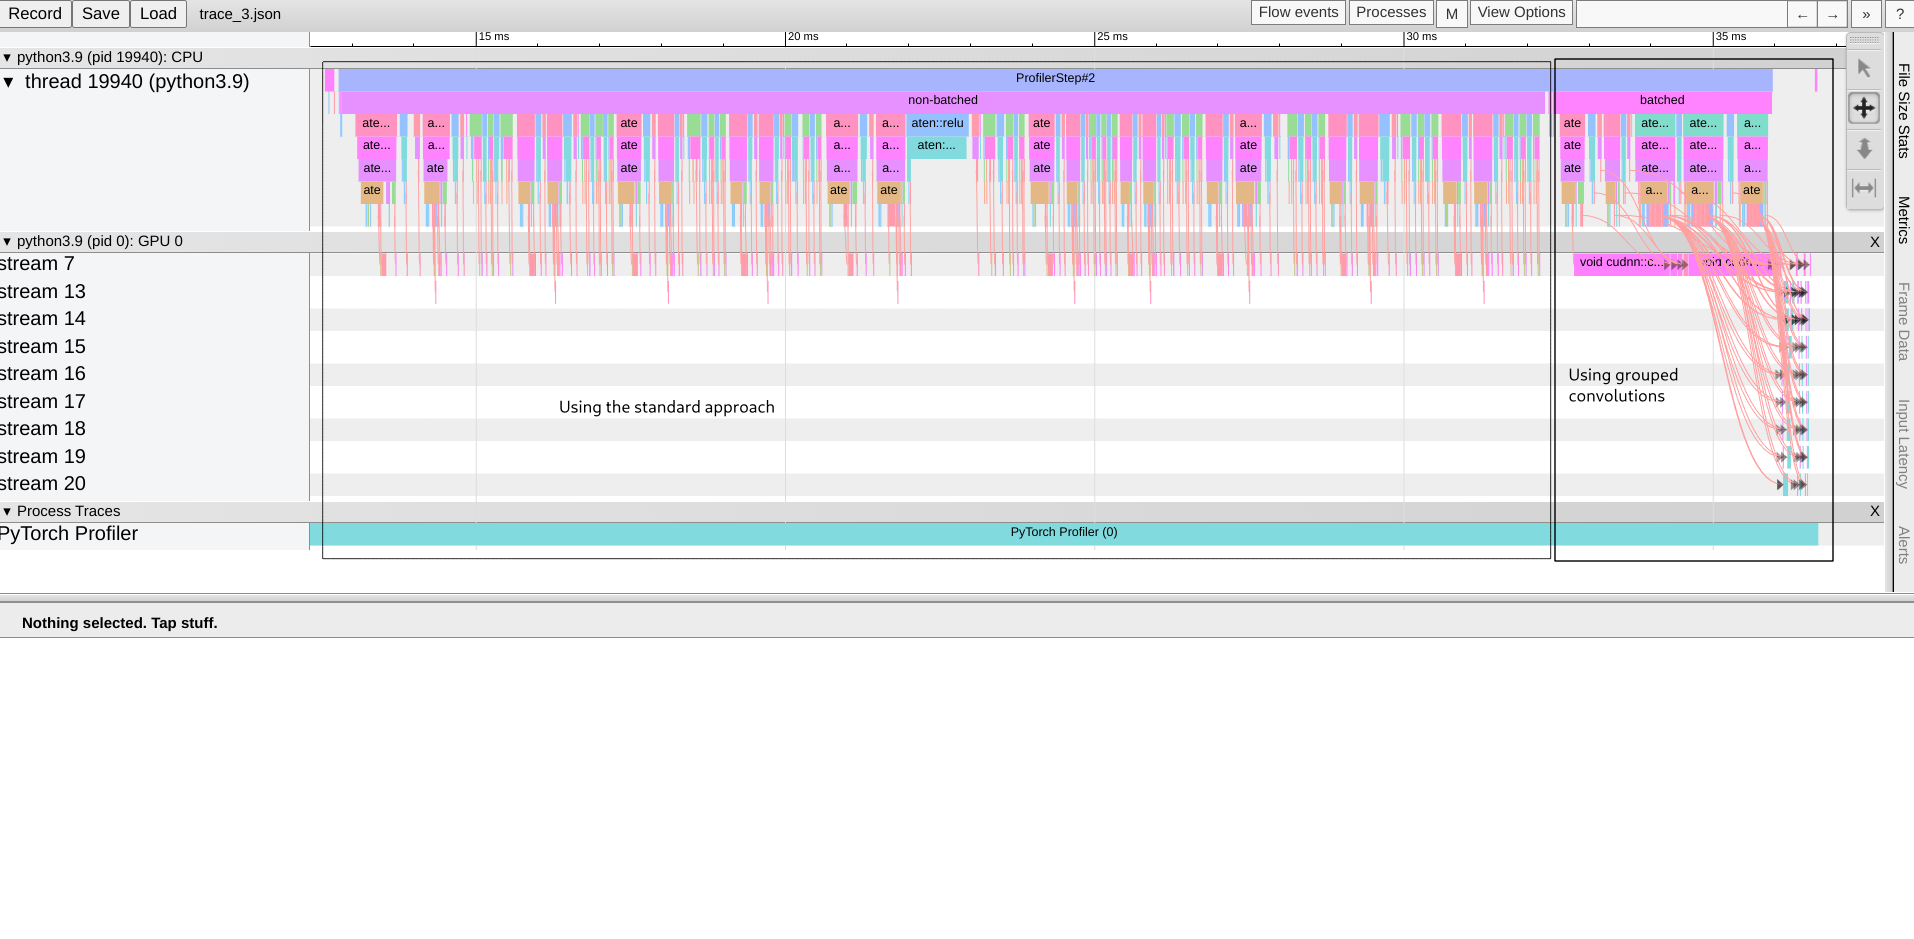 Record Save Load trace_3.json Flow events Processes M View Options ← → » ?
15 ms 20 ms 25 ms 30 ms 35 ms
▼ python3.9 (pid 19940): CPU
▼ thread 19940 (python3.9)
ProfilerStep#2
non-batched batched
ate... a... ate a... a... aten::relu ate a... ate ate... ate... a...
ate... a... ate a... a... aten:... ate ate ate ate... ate... a...
ate... ate ate a... a... ate ate ate ate... ate... a...
ate ate ate a... a... ate
▼ python3.9 (pid 0): GPU 0 X
stream 7 void cudnn::c...
stream 13
stream 14
stream 15
stream 16
stream 17
stream 18
stream 19
stream 20
Using the standard approach
Using grouped
convolutions
▼ Process Traces X
PyTorch Profiler PyTorch Profiler (0)
Nothing selected. Tap stuff.
File Size Stats
Metrics
Frame Data
Input Latency
Alerts